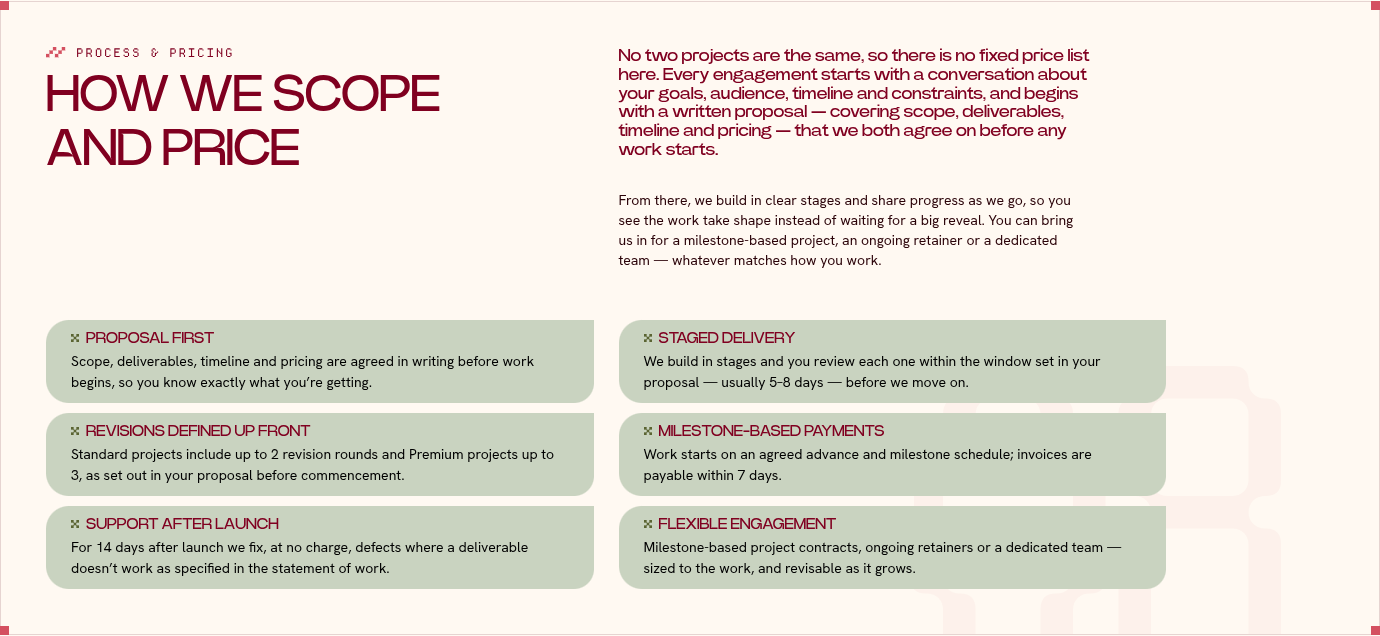 PROCESS & PRICING
HOW WE SCOPE
AND PRICE
No two projects are the same, so there is no fixed price list
here. Every engagement starts with a conversation about
your goals, audience, timeline and constraints, and begins
with a written proposal — covering scope, deliverables,
timeline and pricing — that we both agree on before any
work starts.
From there, we build in clear stages and share progress as we go, so you
see the work take shape instead of waiting for a big reveal. You can bring
us in for a milestone-based project, an ongoing retainer or a dedicated
team — whatever matches how you work.
PROPOSAL FIRST
Scope, deliverables, timeline and pricing are agreed in writing before work
begins, so you know exactly what you’re getting.
STAGED DELIVERY
We build in stages and you review each one within the window set in your
proposal — usually 5–8 days — before we move on.
REVISIONS DEFINED UP FRONT
Standard projects include up to 2 revision rounds and Premium projects up to
3, as set out in your proposal before commencement.
MILESTONE-BASED PAYMENTS
Work starts on an agreed advance and milestone schedule; invoices are
payable within 7 days.
SUPPORT AFTER LAUNCH
For 14 days after launch we fix, at no charge, defects where a deliverable
doesn’t work as specified in the statement of work.
FLEXIBLE ENGAGEMENT
Milestone-based project contracts, ongoing retainers or a dedicated team —
sized to the work, and revisable as it grows.